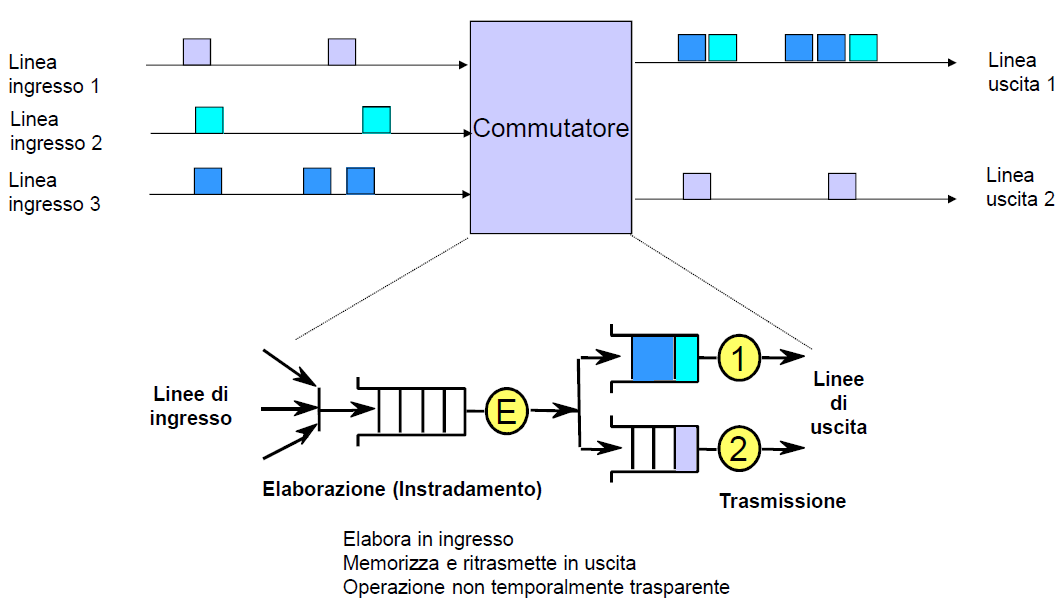 Linea
ingresso 1
Linea
ingresso 2
Linea
ingresso 3
Commutatore
Linea
uscita 1
Linea
uscita 2
Linee di
ingresso
E
1
2
Linee
di
uscita
Elaborazione (Instradamento)
Trasmissione
Elabora in ingresso
Memorizza e ritrasmette in uscita
Operazione non temporalmente trasparente